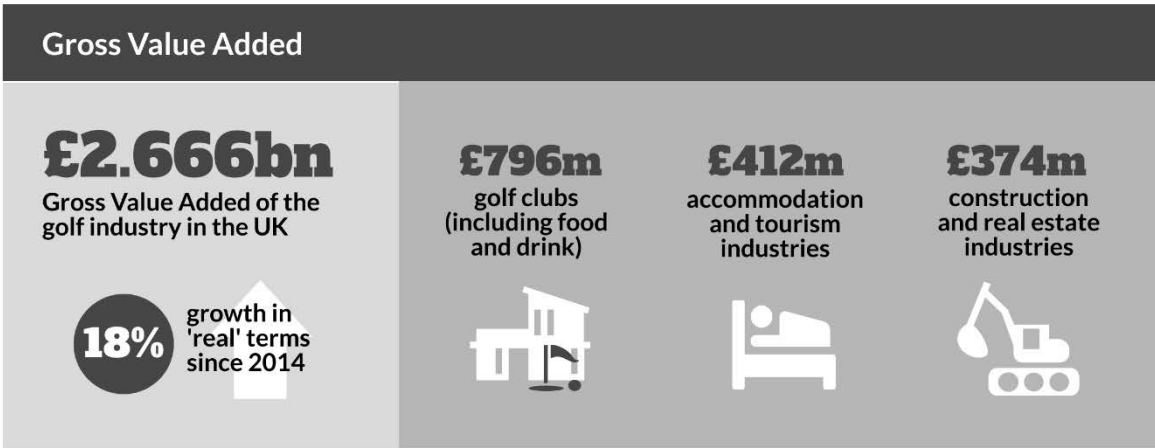 Gross Value Added
£2.666bn
Gross Value Added of the
golf industry in the UK
18%
growth in
'real' terms
since 2014
£796m
golf clubs
(including food
and drink)
£412m
accommodation
and tourism
industries
£374m
construction
and real estate
industries